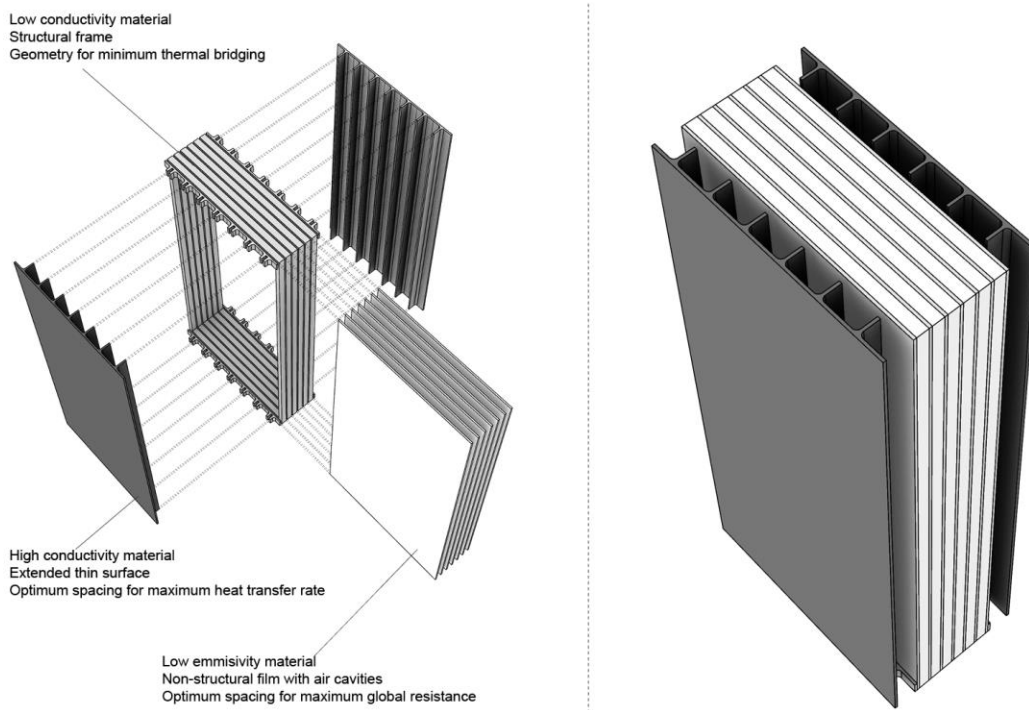 Low conductivity material
Structural frame
Geometry for minimum thermal bridging
High conductivity material
Extended thin surface
Optimum spacing for maximum heat transfer rate
Low emmisivity material
Non-structural film with air cavities
Optimum spacing for maximum global resistance